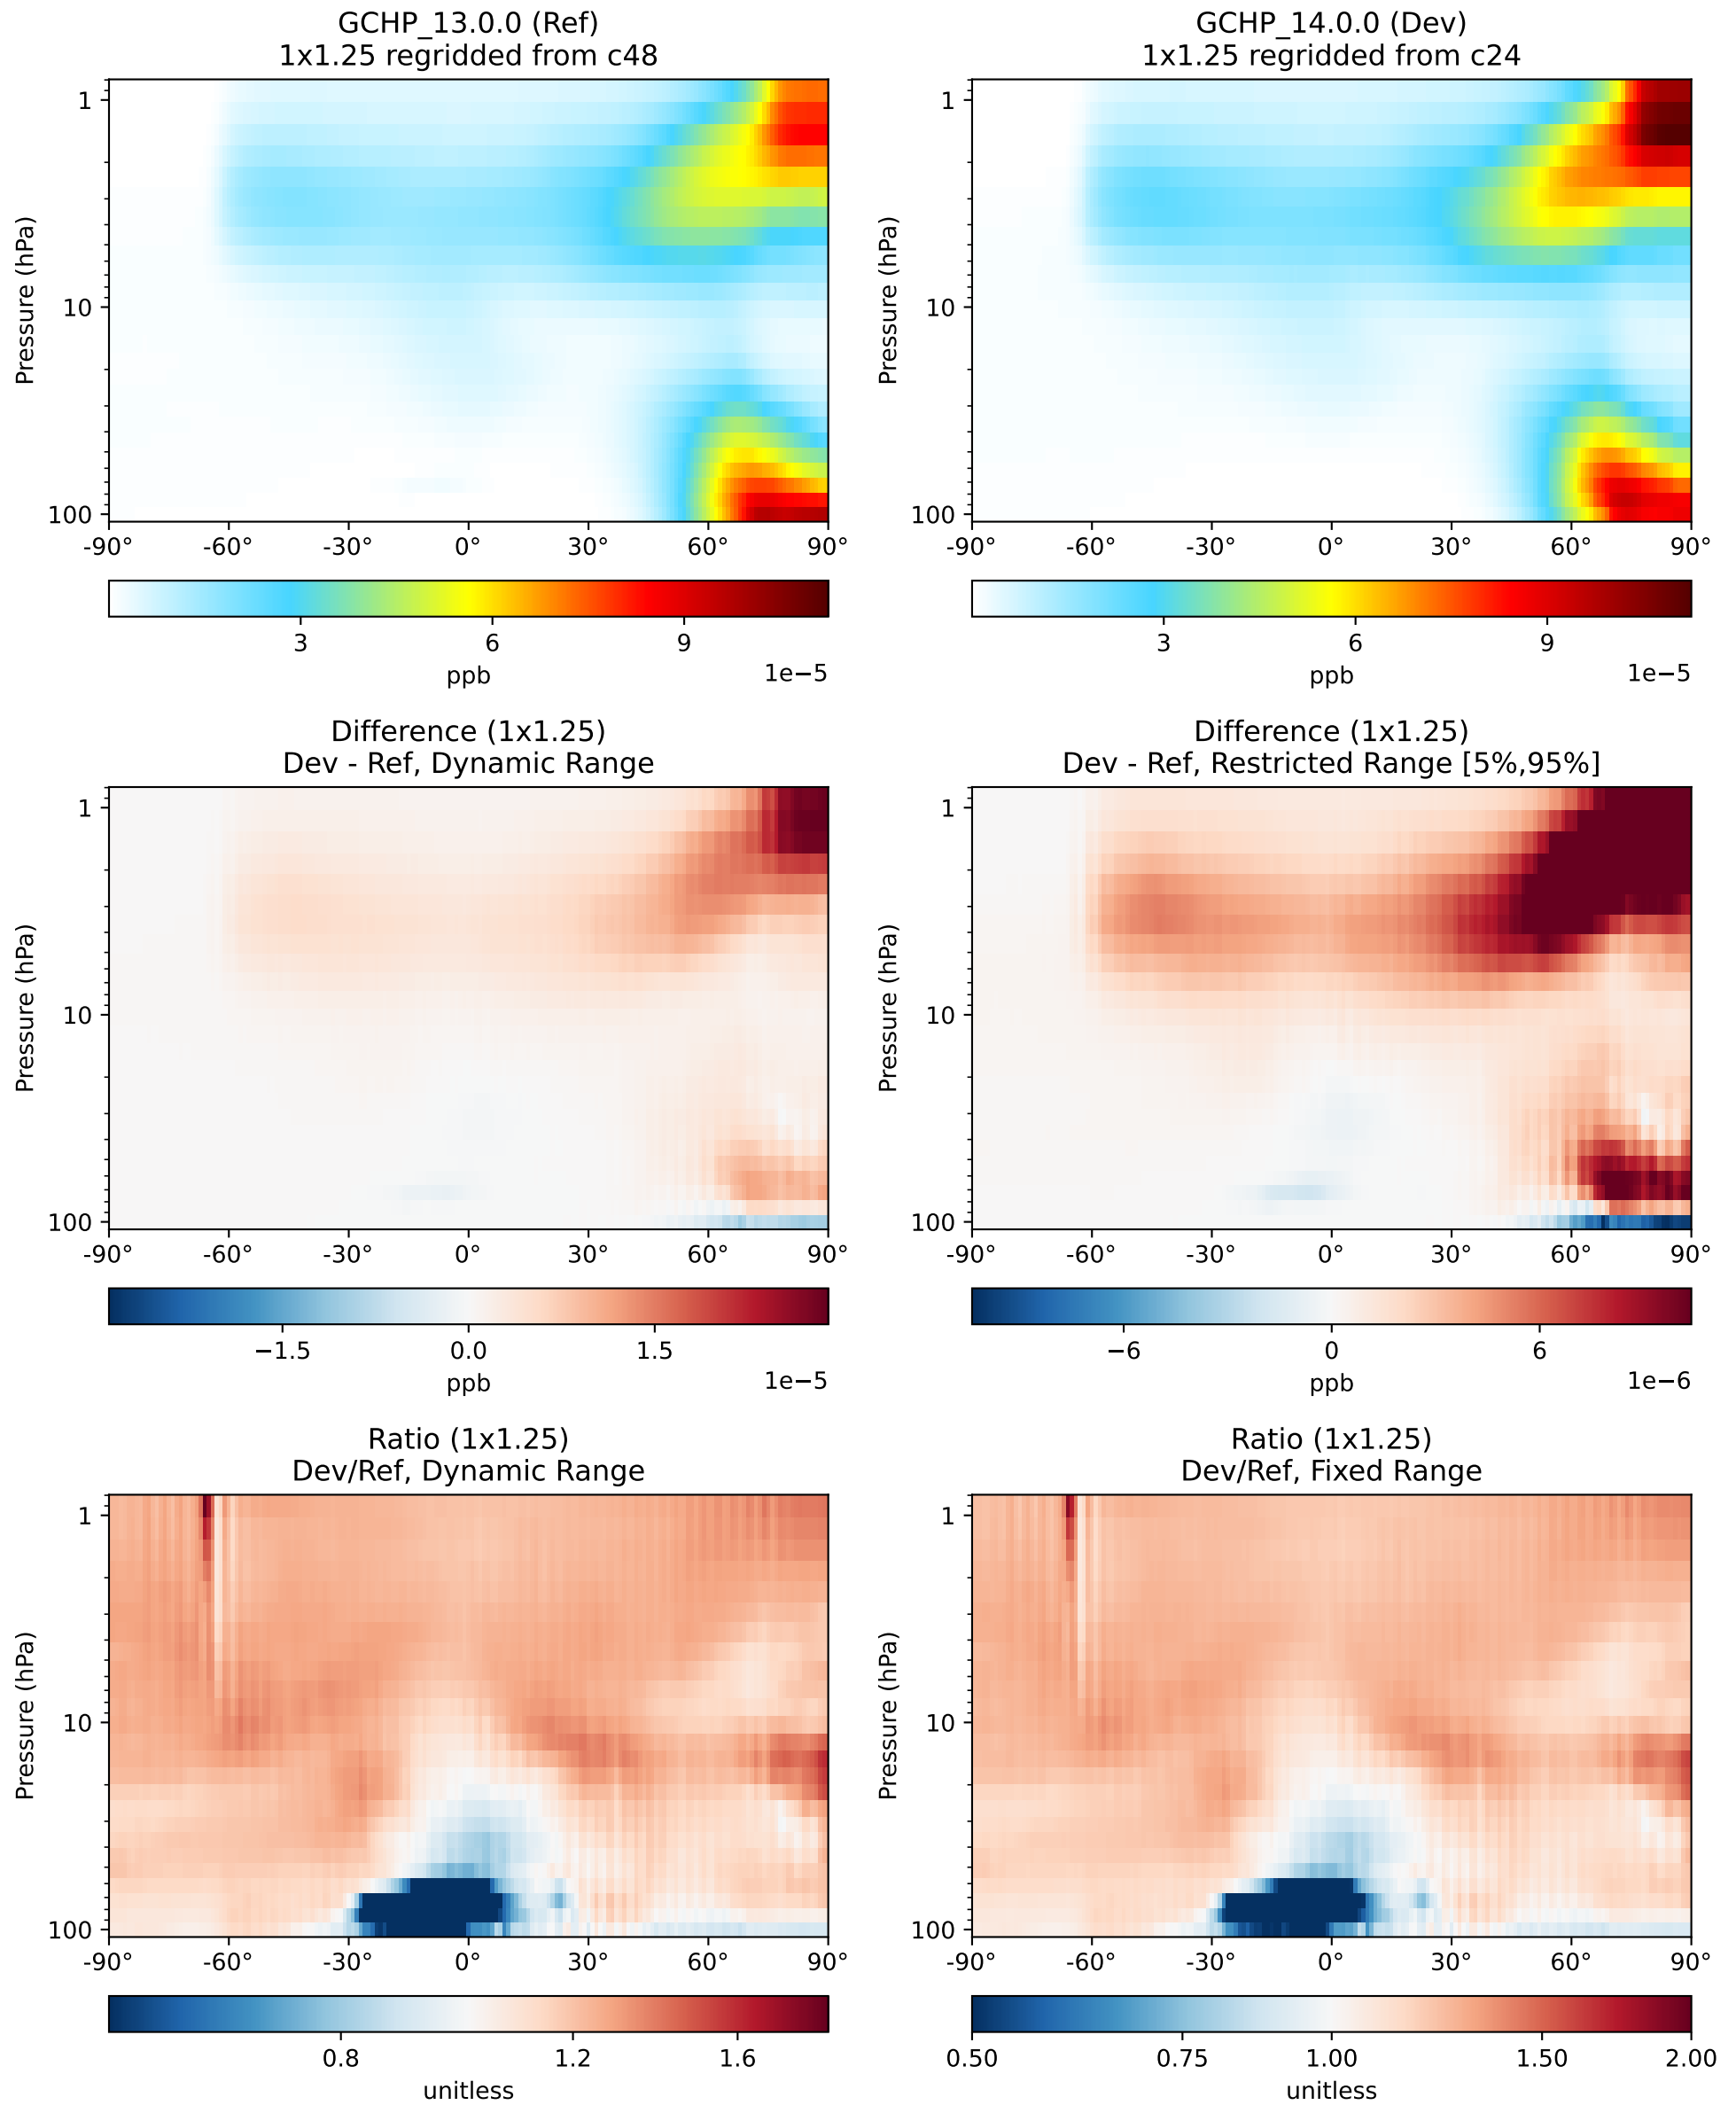 GCHP_13.0.0 (Ref)
1x1.25 regridded from c48
Pressure (hPa)
1
10
100
-90° -60° -30° 0° 30° 60° 90°
3 6 9
ppb
1e−5
GCHP_14.0.0 (Dev)
1x1.25 regridded from c24
Pressure (hPa)
1
10
100
-90° -60° -30° 0° 30° 60° 90°
3 6 9
ppb
1e−5
Difference (1x1.25)
Dev - Ref, Dynamic Range
Pressure (hPa)
1
10
100
-90° -60° -30° 0° 30° 60° 90°
−1.5 0.0 1.5
ppb
1e−5
Difference (1x1.25)
Dev - Ref, Restricted Range [5%,95%]
Pressure (hPa)
1
10
100
-90° -60° -30° 0° 30° 60° 90°
−6 0 6
ppb
1e−6
Ratio (1x1.25)
Dev/Ref, Dynamic Range
Pressure (hPa)
1
10
100
-90° -60° -30° 0° 30° 60° 90°
0.8 1.2 1.6
unitless
Ratio (1x1.25)
Dev/Ref, Fixed Range
Pressure (hPa)
1
10
100
-90° -60° -30° 0° 30° 60° 90°
0.50 0.75 1.00 1.50 2.00
unitless